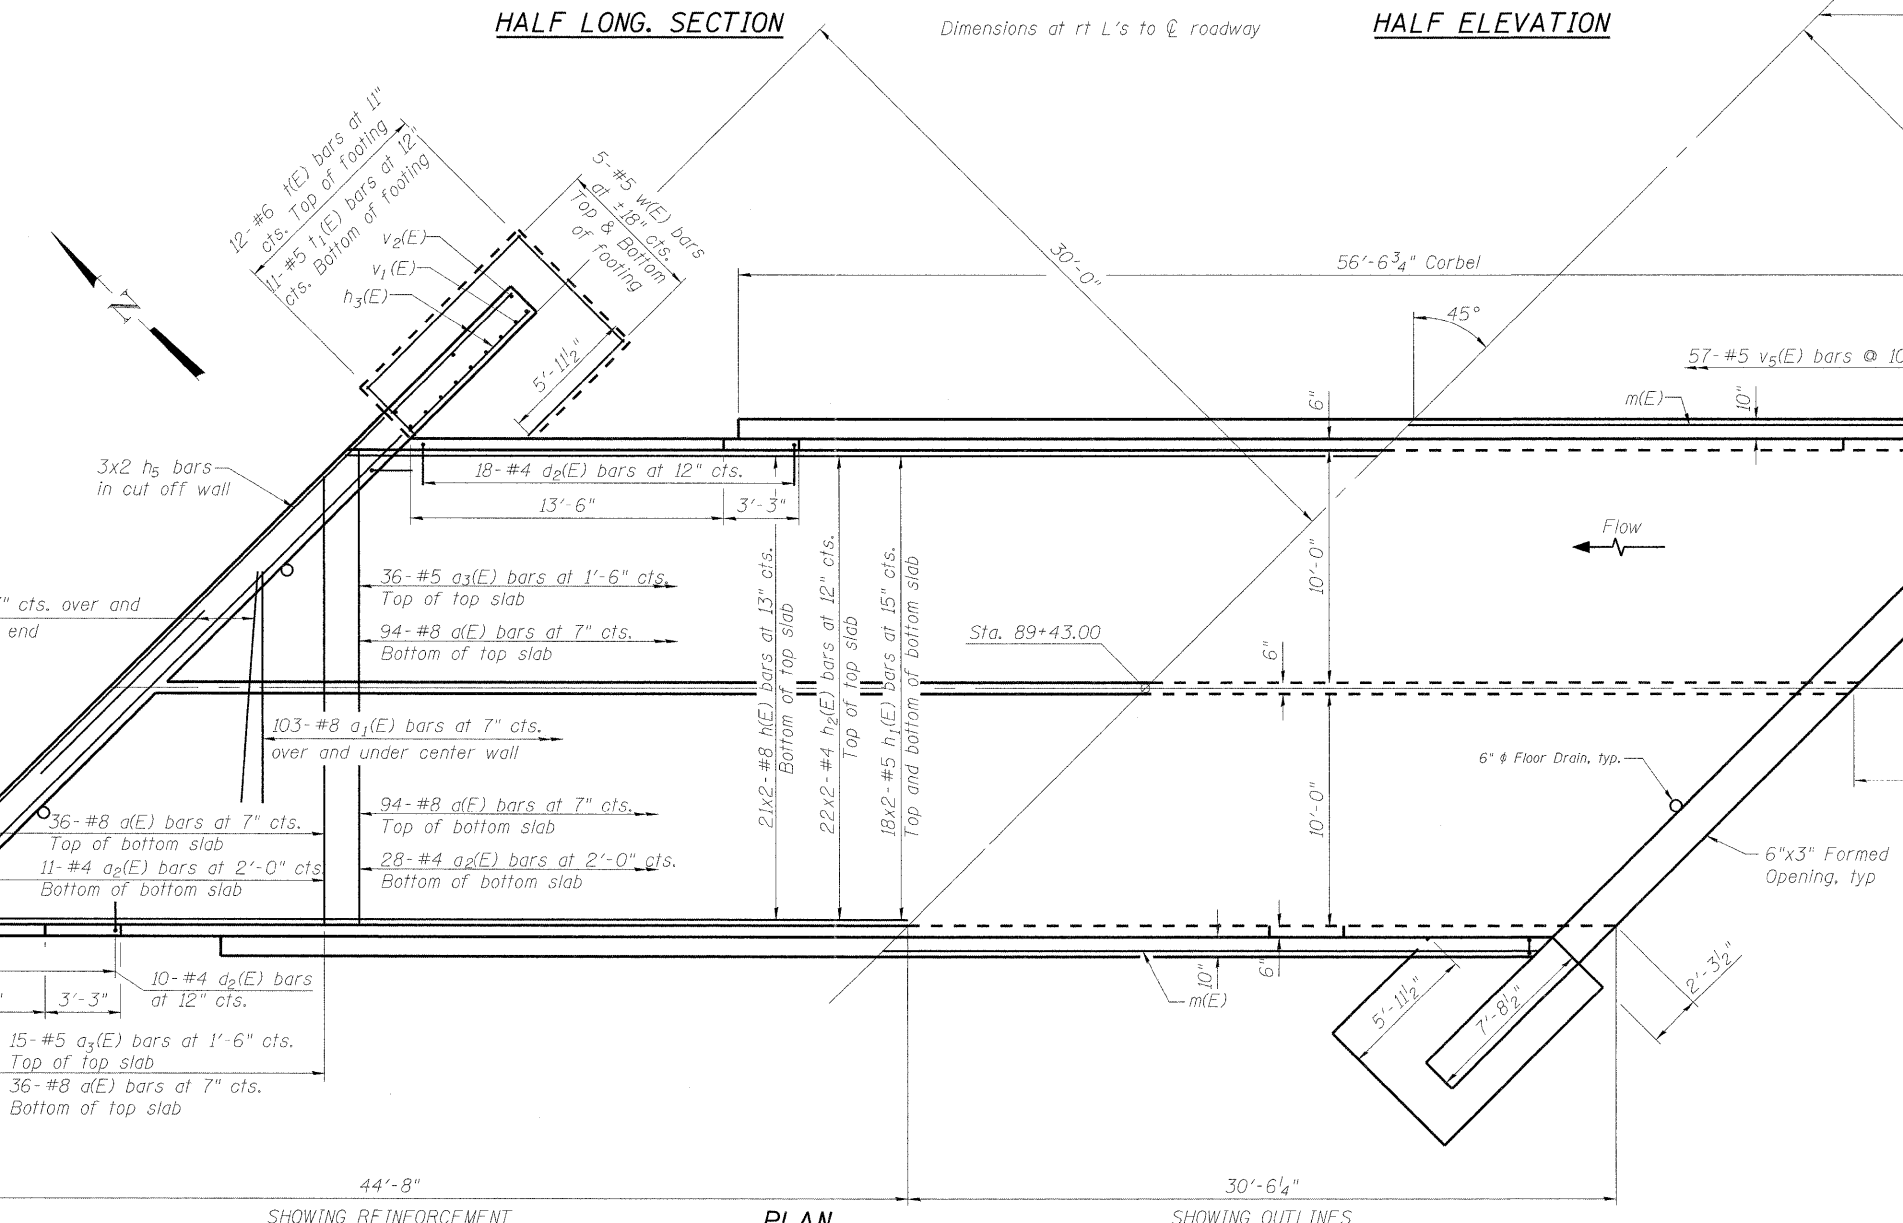 HALF LONG. SECTION
Dimensions at rt L's to ℄ roadway
HALF ELEVATION
12-#6 t(E) bars at 11"
cts. Top of footing
11-#5 t1(E) bars at 12"
cts. Bottom of footing
5-#5 w(E) bars
at ±18" cts.
Top & Bottom
of footing
v2(E)
v1(E)
h3(E)
N
5'-11½"
30'-0"
56'-6¾" Corbel
45°
57-#5 v5(E) bars @ 10
m(E)
10"
6"
3x2 h5 bars
in cut off wall
18-#4 d2(E) bars at 12" cts.
13'-6"
3'-3"
Flow
10'-0"
36-#5 a3(E) bars at 1'-6" cts.
Top of top slab
" cts. over and
end
94-#8 a(E) bars at 7" cts.
Bottom of top slab
21x2-#8 h(E) bars at 13" cts.
Bottom of top slab
22x2-#4 h2(E) bars at 12" cts.
Top of top slab
18x2-#5 h1(E) bars at 15" cts.
Top and bottom of bottom slab
Sta. 89+43.00
6"
103-#8 a1(E) bars at 7" cts.
over and under center wall
6" ϕ Floor Drain, typ.
94-#8 a(E) bars at 7" cts.
Top of bottom slab
36-#8 a(E) bars at 7" cts.
Top of bottom slab
10'-0"
28-#4 a2(E) bars at 2'-0" cts.
Bottom of bottom slab
11-#4 a2(E) bars at 2'-0" cts.
Bottom of bottom slab
6"x3" Formed
Opening, typ
10-#4 d2(E) bars
at 12" cts.
"
3'-3"
m(E)
10"
6"
5'-11½"
7'-8½"
2'-3½"
15-#5 a3(E) bars at 1'-6" cts.
Top of top slab
36-#8 a(E) bars at 7" cts.
Bottom of top slab
44'-8"
30'-6¼"
SHOWING REINFORCEMENT
PLAN
SHOWING OUTLINES